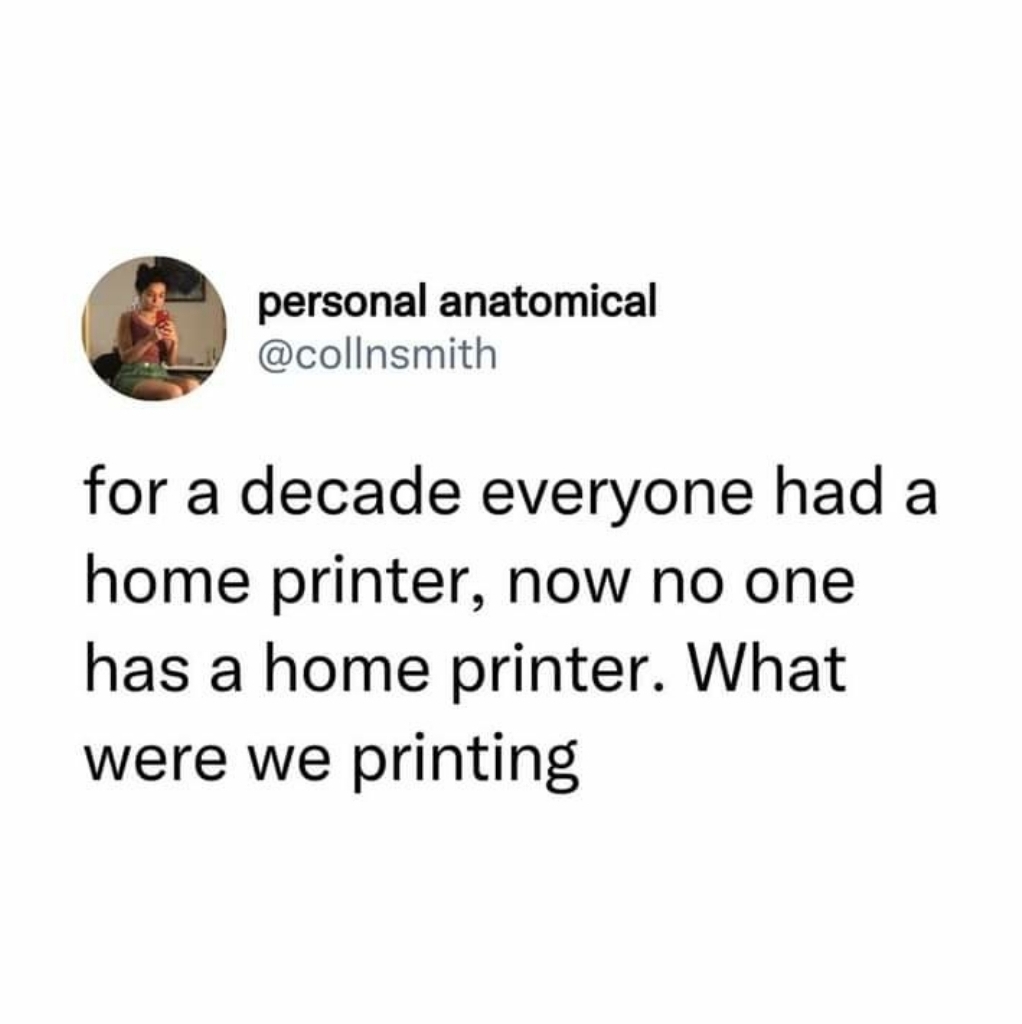 personal anatomical
@collnsmith
for a decade everyone had a
home printer, now no one
has a home printer. What
were we printing